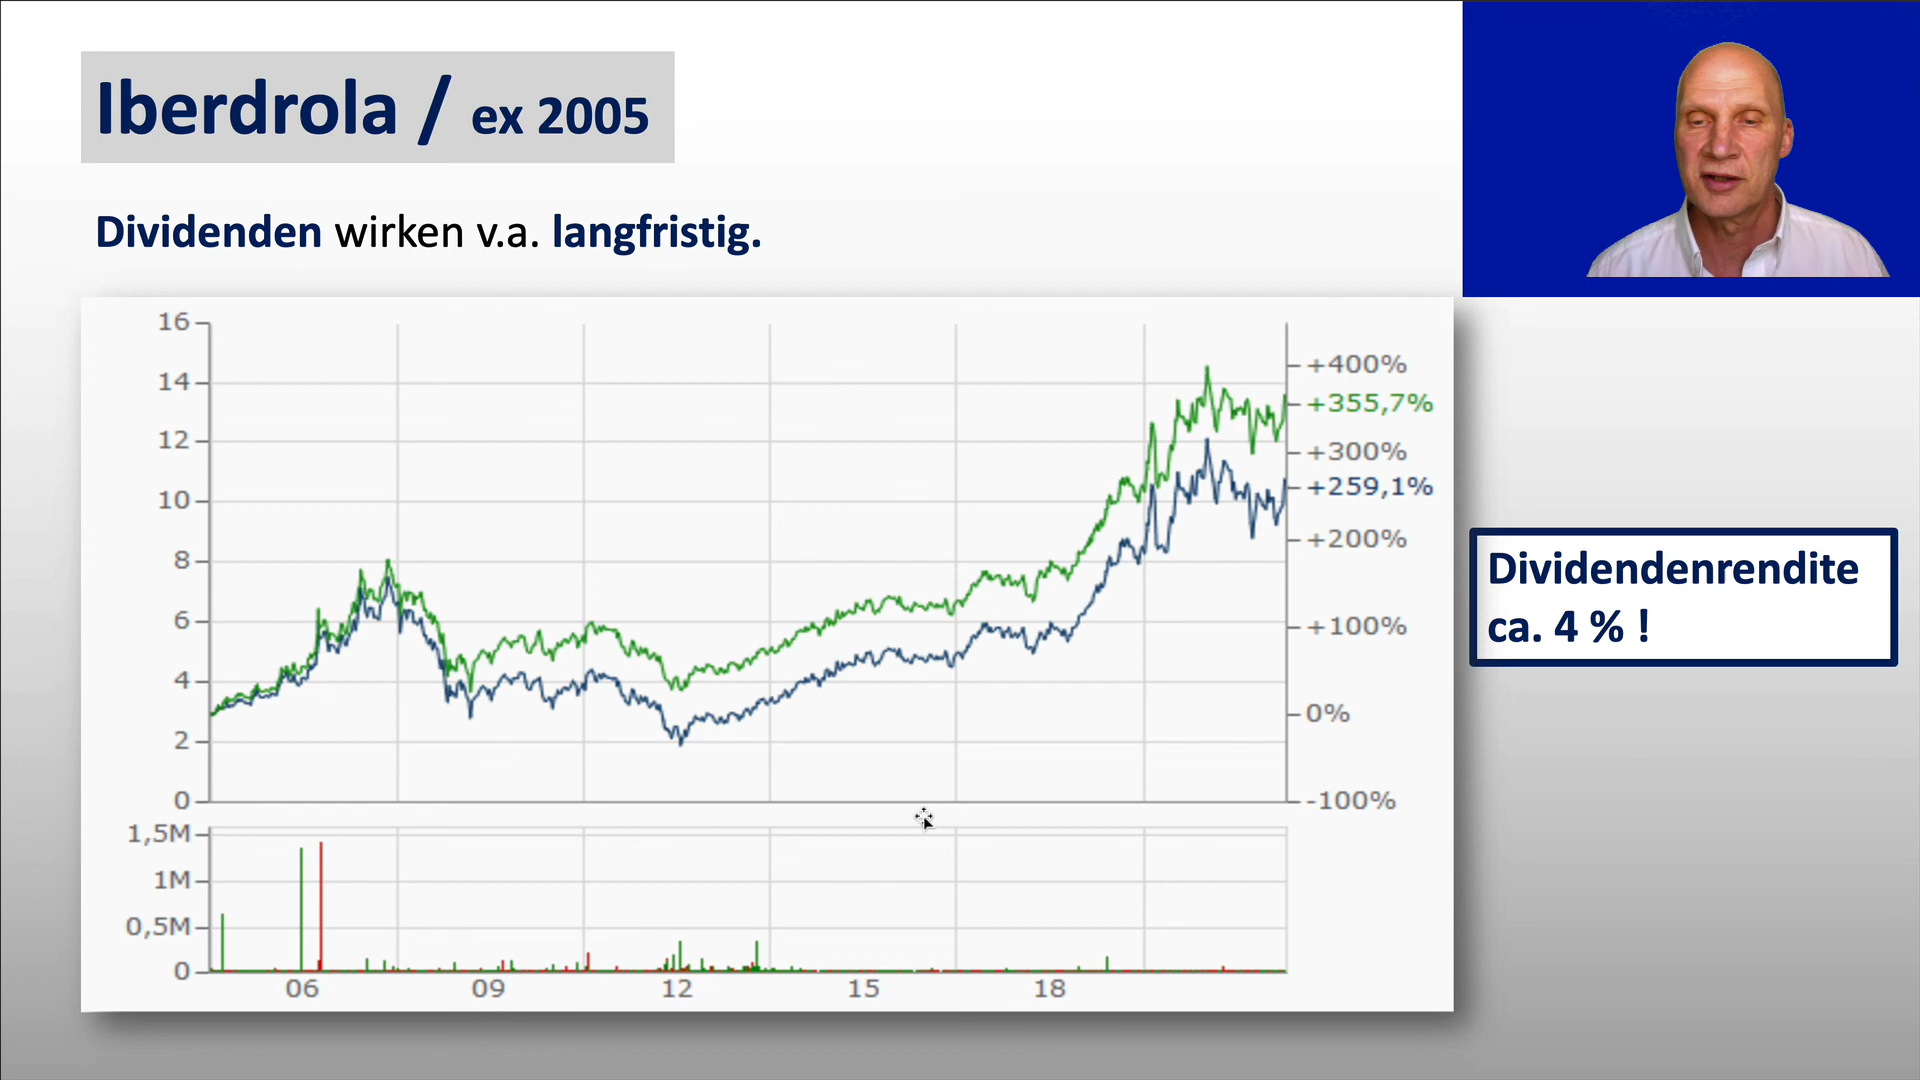 Iberdrola / ex 2005
Dividenden wirken v.a. langfristig.
16
14
12
10
8
6
4
2
0
+400%
+355,7%
+300%
+259,1%
+200%
+100%
0%
-100%
1,5M
1M
0,5M
0
06 09 12 15 18
Dividendenrendite
ca. 4 % !